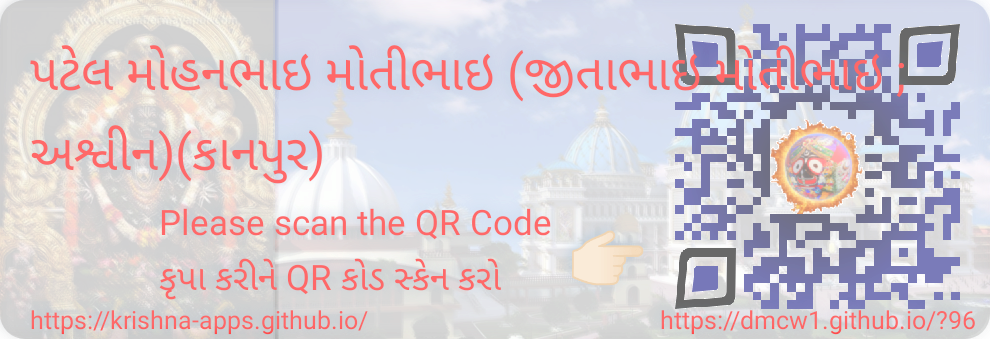 પટેલ મોહનભાઇ મોતીભાઇ (જીતાભાઇ મોતીભાઇ ;
અશ્વીન)(કાનપુર)
Please scan the QR Code
કૃપા કરીને QR કોડ સ્કેન કરો
https://krishna-apps.github.io/
https://dmcw1.github.io/?96